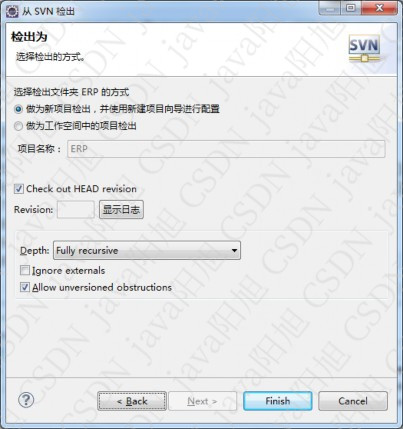 从 SVN 检出
检出为
选择检出的方式。
SVN
选择检出文件夹 ERP 的方式
做为新项目检出，并使用新建项目向导进行配置
做为工作空间中的项目检出
项目名称： ERP
Check out HEAD revision
Revision: 显示日志
Depth: Fully recursive
Ignore externals
Allow unversioned obstructions
? < Back Next > Finish Cancel
CSDN java阳旭